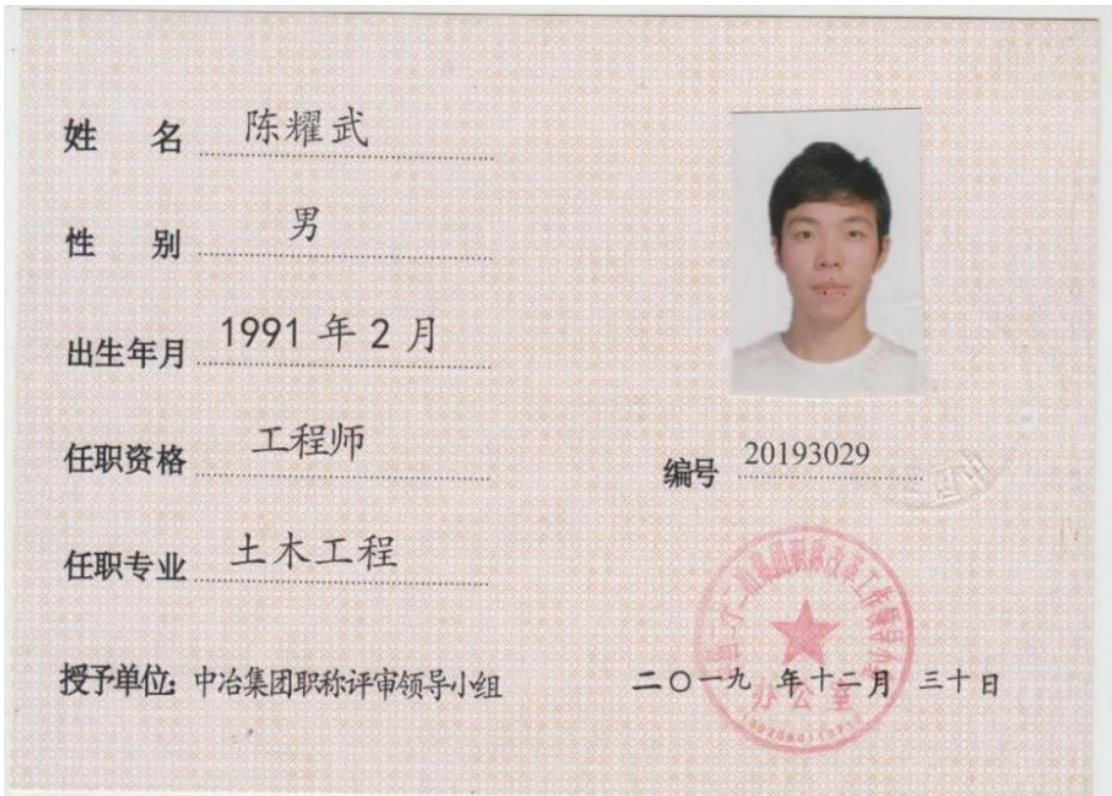 姓 名 陈耀武
性 别 男
出生年月 1991 年 2 月
任职资格 工程师
编号 20193029
任职专业 土木工程
授予单位: 中冶集团职称评审领导小组
二〇一九 年十二月 三十日
办公室